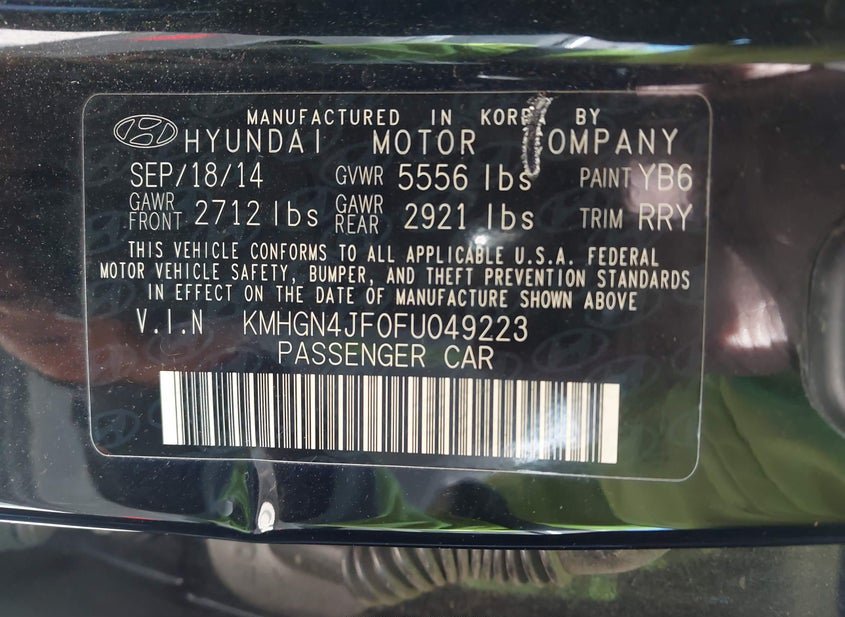 MANUFACTURED IN KOREA BY
HYUNDAI MOTOR COMPANY
SEP/18/14 GVWR 5556 lbs PAINT YB6
GAWR FRONT 2712 lbs GAWR REAR 2921 lbs TRIM RRY
THIS VEHICLE CONFORMS TO ALL APPLICABLE U.S.A. FEDERAL
MOTOR VEHICLE SAFETY, BUMPER, AND THEFT PREVENTION STANDARDS
IN EFFECT ON THE DATE OF MANUFACTURE SHOWN ABOVE
V.I.N KMHGN4JF0FU049223
PASSENGER CAR